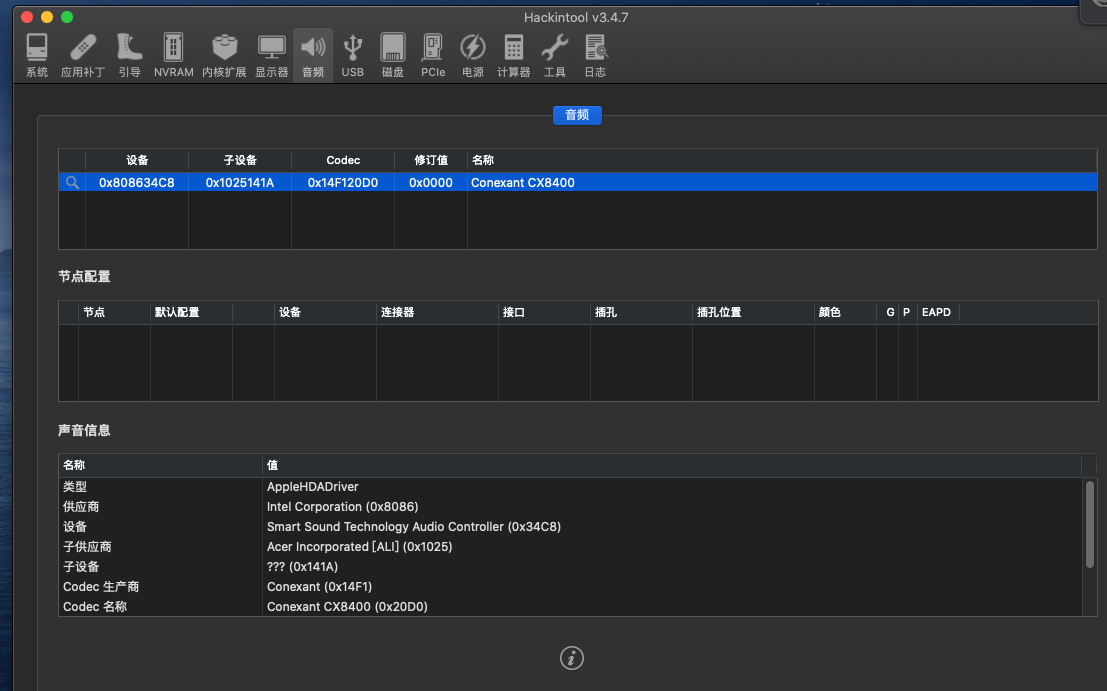 Hackintool v3.4.7
系统 应用补丁 引导 NVRAM 内核扩展 显示器 音频 USB 磁盘 PCIe 电源 计算器 工具 日志
音频
设备 子设备 Codec 修订值 名称
0x808634C8 0x1025141A 0x14F120D0 0x0000 Conexant CX8400
节点配置
节点 默认配置 设备 连接器 接口 插孔 插孔位置 颜色 G P EAPD
声音信息
名称 值
类型 AppleHDADriver
供应商 Intel Corporation (0x8086)
设备 Smart Sound Technology Audio Controller (0x34C8)
子供应商 Acer Incorporated [ALI] (0x1025)
子设备 ??? (0x141A)
Codec 生产商 Conexant (0x14F1)
Codec 名称 Conexant CX8400 (0x20D0)